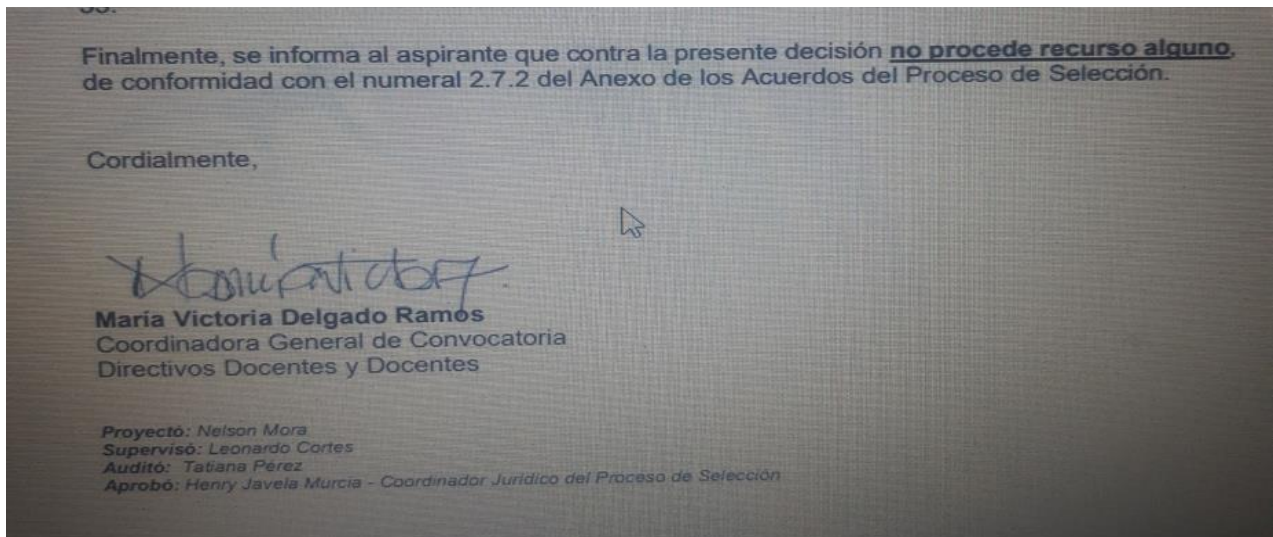 Finalmente, se informa al aspirante que contra la presente decisión no procede recurso alguno,
de conformidad con el numeral 2.7.2 del Anexo de los Acuerdos del Proceso de Selección.
Cordialmente,
María Victoria Delgado Ramos
Coordinadora General de Convocatoria
Directivos Docentes y Docentes
Proyectó: Nelson Mora
Supervisó: Leonardo Cortes
Auditó: Tatiana Pérez
Aprobó: Henry Javela Murcia - Coordinador Jurídico del Proceso de Selección